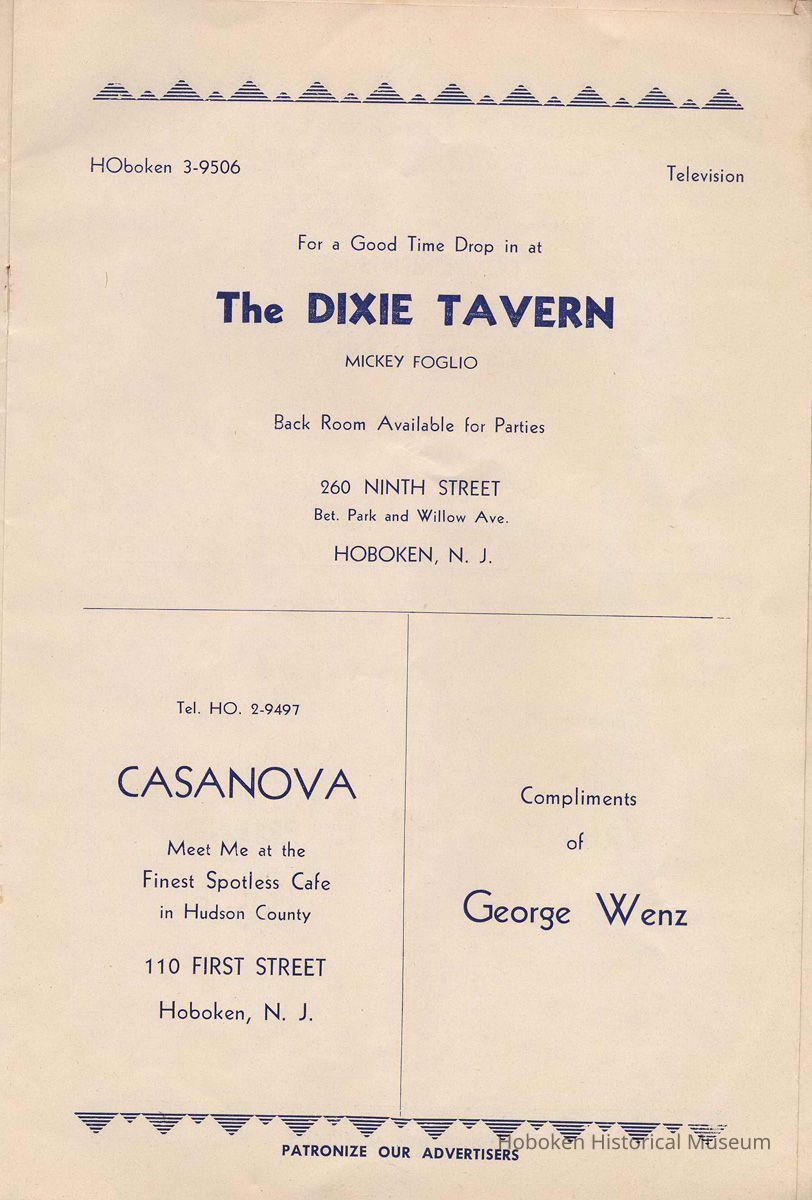 HOboken 3-9506
Television
For a Good Time Drop in at
The DIXIE TAVERN
MICKEY FOGLIO
Back Room Available for Parties
260 NINTH STREET
Bet. Park and Willow Ave.
HOBOKEN, N. J.
Tel. HO. 2-9497
CASANOVA
Meet Me at the
Finest Spotless Cafe
in Hudson County
110 FIRST STREET
Hoboken, N. J.
Compliments
of
George Wenz
PATRONIZE OUR ADVERTISERS
Hoboken Historical Museum